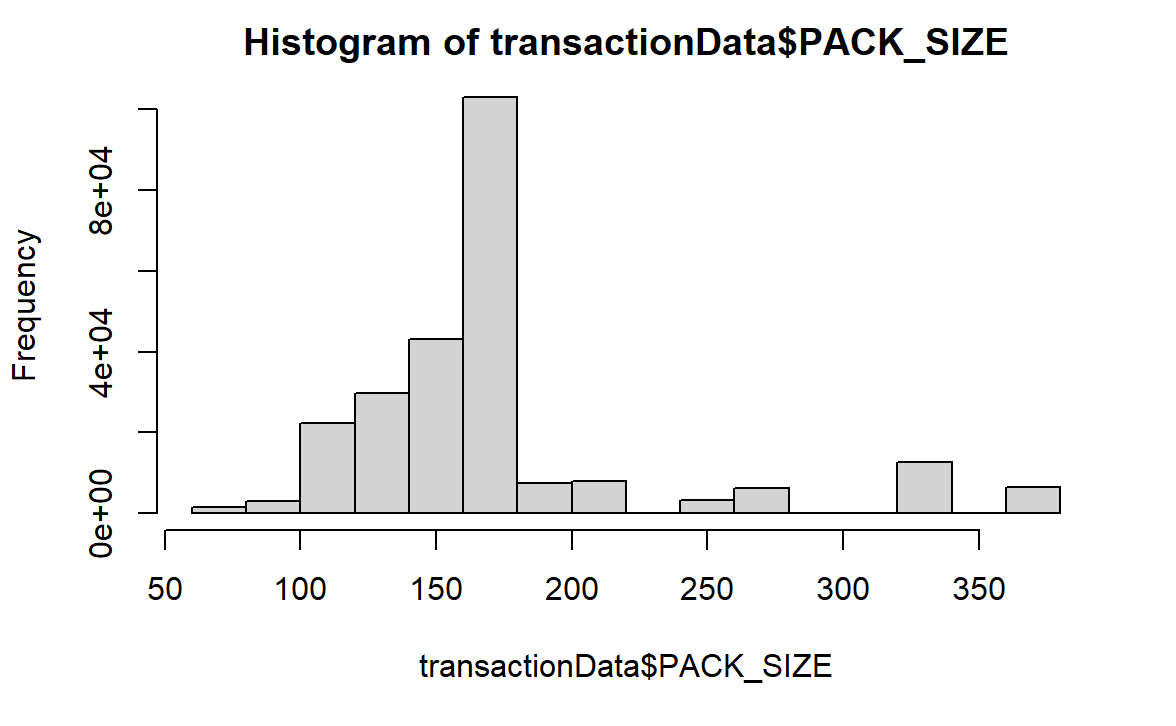 Histogram of transactionData$PACK_SIZE
Frequency
8e+04
4e+04
0e+00
50 100 150 200 250 300 350
transactionData$PACK_SIZE